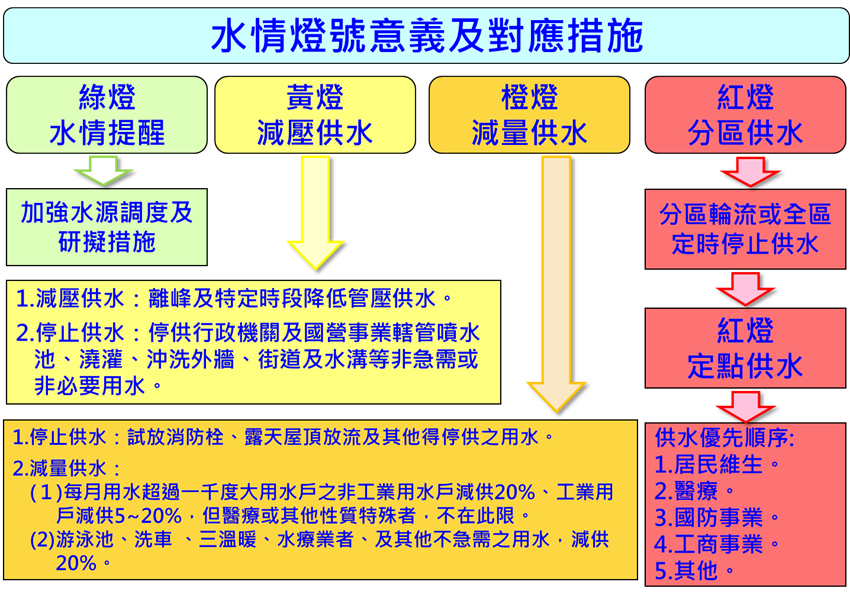 水情燈號意義及對應措施
綠燈
水情提醒
加強水源調度及
研擬措施
黃燈
減壓供水
1.減壓供水：離峰及特定時段降低管壓供水。
2.停止供水：停供行政機關及國營事業轄管噴水
池、澆灌、沖洗外牆、街道及水溝等非急需或
非必要用水。
橙燈
減量供水
1.停止供水：試放消防栓、露天屋頂放流及其他得停供之用水。
2.減量供水：
(１)每月用水超過一千度大用水戶之非工業用水戶減供20%、工業用
戶減供5~20%，但醫療或其他性質特殊者，不在此限。
(2)游泳池、洗車 、三溫暖、水療業者、及其他不急需之用水，減供
20%。
紅燈
分區供水
分區輪流或全區
定時停止供水
紅燈
定點供水
供水優先順序:
1.居民維生。
2.醫療。
3.國防事業。
4.工商事業。
5.其他。